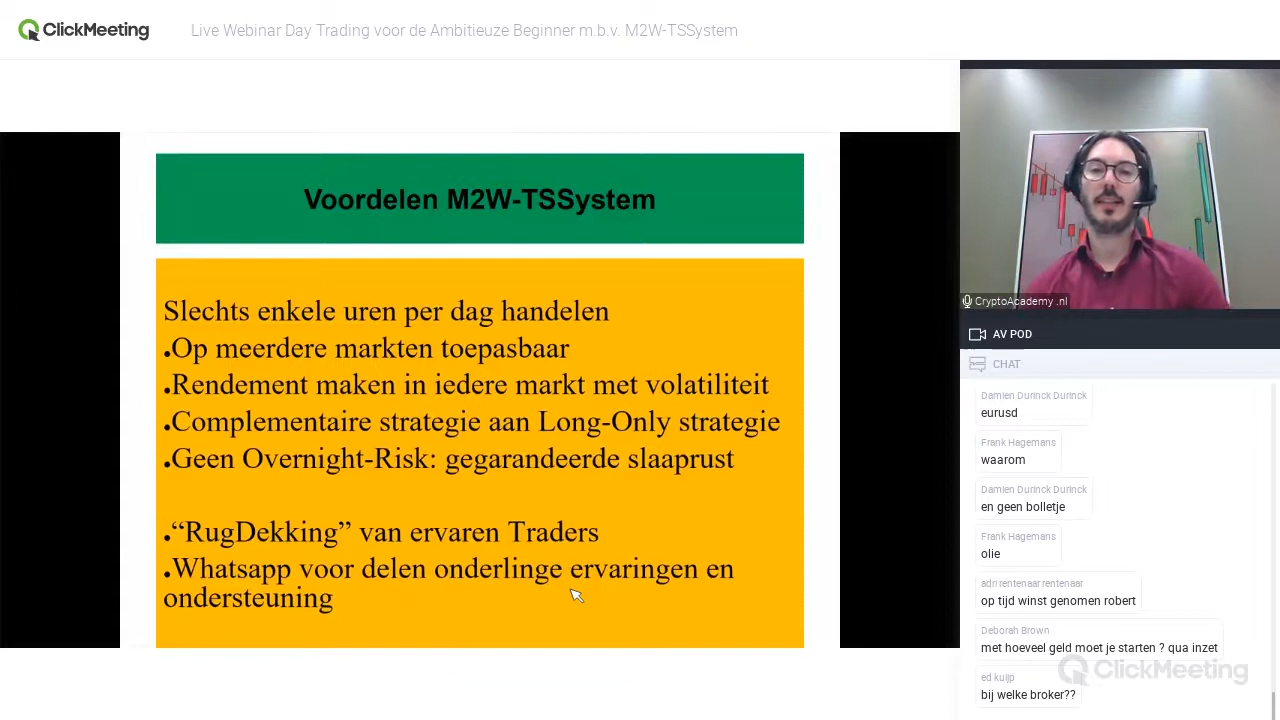 ClickMeeting
Live Webinar Day Trading voor de Ambitieuze Beginner m.b.v. M2W-TSSystem
Voordelen M2W-TSSystem
Slechts enkele uren per dag handelen
.Op meerdere markten toepasbaar
.Rendement maken in iedere markt met volatiliteit
.Complementaire strategie aan Long-Only strategie
.Geen Overnight-Risk: gegarandeerde slaaprust
.“RugDekking” van ervaren Traders
.Whatsapp voor delen onderlinge ervaringen en
ondersteuning
CryptoAcademy .nl
AV POD
CHAT
Damien Durinck Durinck
eurusd
Frank Hagemans
waarom
Damien Durinck Durinck
en geen bolletje
Frank Hagemans
olie
adri rentenaar rentenaar
op tijd winst genomen robert
Deborah Brown
met hoeveel geld moet je starten ? qua inzet
ClickMeeting
ed kuijp
bij welke broker??